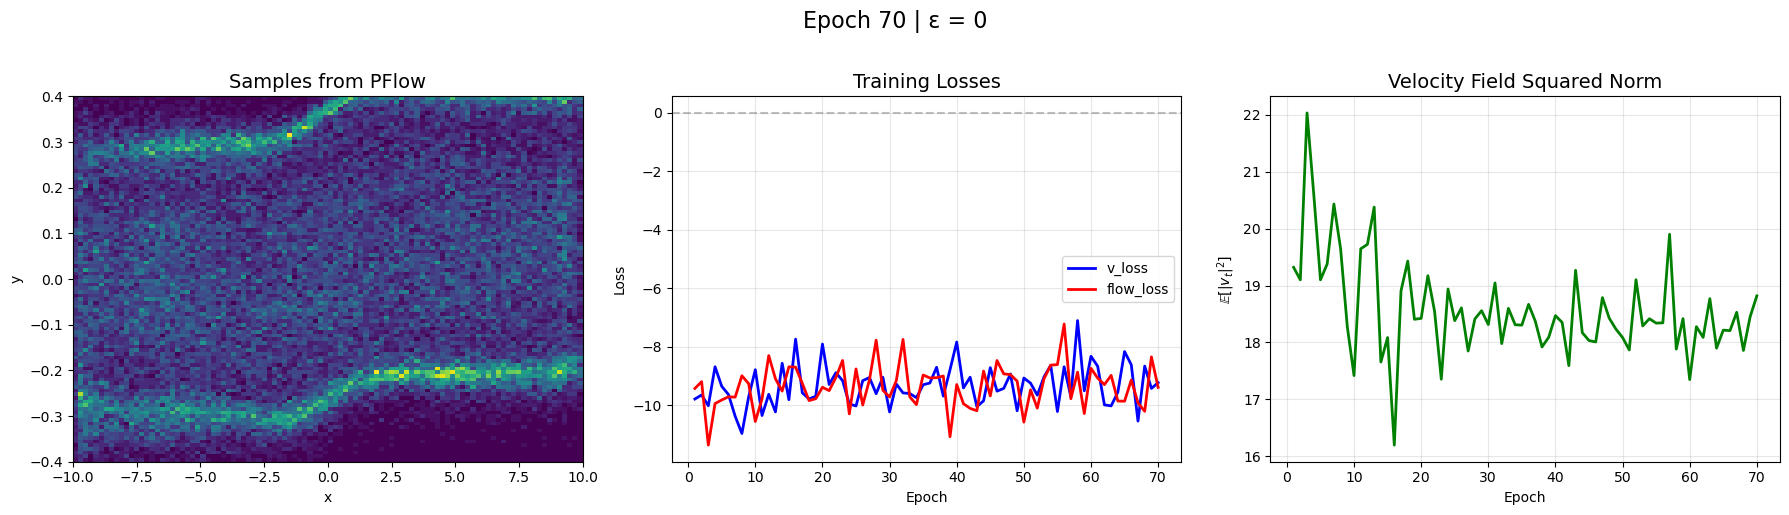 Epoch 70 | ε = 0
Samples from PFlow
0.4
0.3
0.2
0.1
0.0
−0.1
−0.2
−0.3
−0.4
y
−10.0 −7.5 −5.0 −2.5 0.0 2.5 5.0 7.5 10.0
x
Training Losses
0
−2
−4
−6
−8
−10
Loss
v_loss
flow_loss
0 10 20 30 40 50 60 70
Epoch
Velocity Field Squared Norm
22
21
20
19
18
17
16
𝔼[|v_t|²]
0 10 20 30 40 50 60 70
Epoch